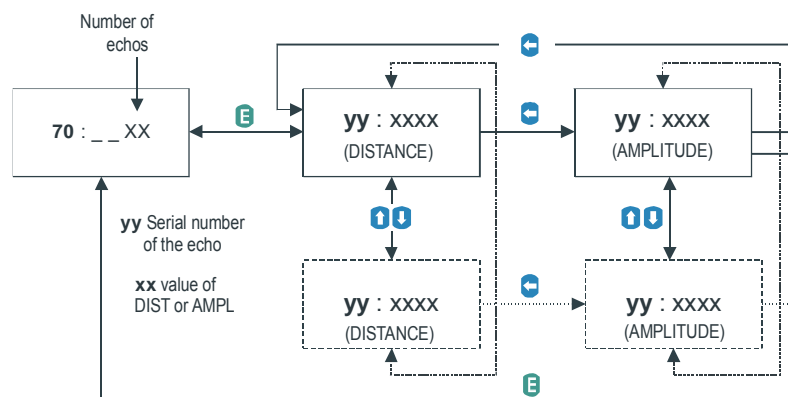 Number of
echos
70 : _ _ XX
E
yy : xxxx
(DISTANCE)
yy : xxxx
(AMPLITUDE)
yy Serial number
of the echo
xx value of
DIST or AMPL
yy : xxxx
(DISTANCE)
yy : xxxx
(AMPLITUDE)
E